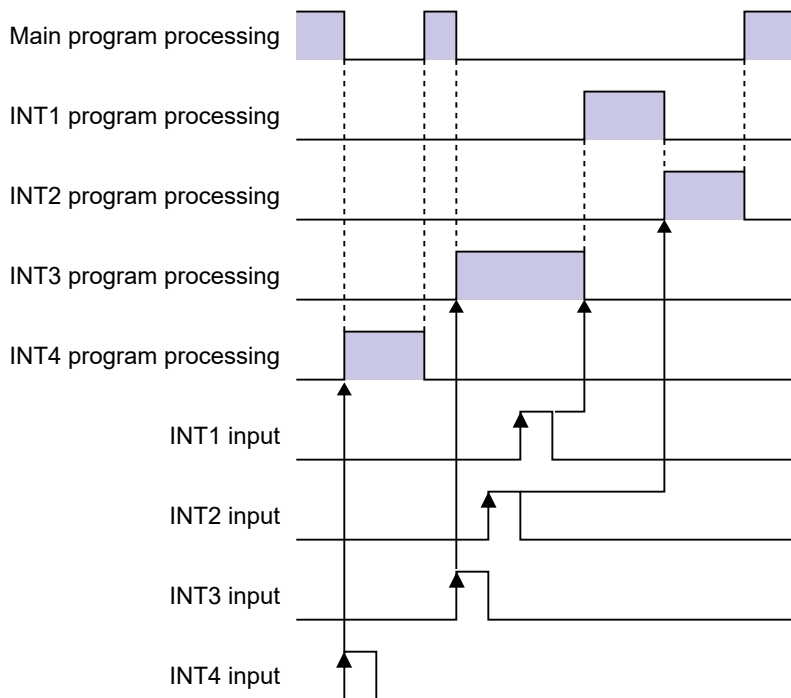 Main program processing
INT1 program processing
INT2 program processing
INT3 program processing
INT4 program processing
INT1 input
INT2 input
INT3 input
INT4 input